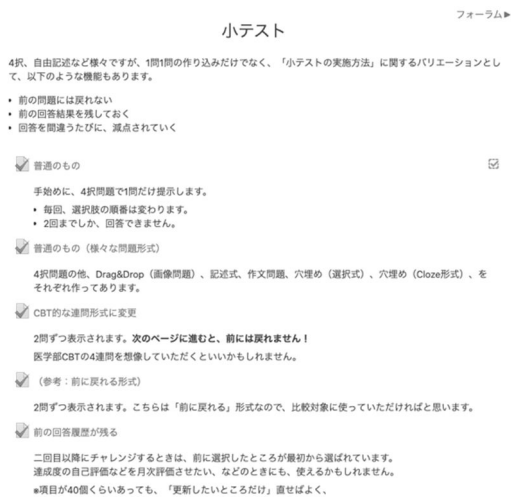 フォーラム▶
小テスト
4択、自由記述など様々ですが、1問1問の作り込みだけでなく、「小テストの実施方法」に関するバリエーションとし
て、以下のような機能もあります。
• 前の問題には戻れない
• 前の回答結果を残しておく
• 回答を間違うたびに、減点されていく
普通のもの
手始めに、4択問題で1問だけ提示します。
• 毎回、選択肢の順番は変わります。
• 2回までしか、回答できません。
普通のもの（様々な問題形式）
4択問題の他、Drag&Drop（画像問題）、記述式、作文問題、穴埋め（選択式）、穴埋め（Cloze形式）、を
それぞれ作ってあります。
CBT的な連問形式に変更
2問ずつ表示されます。次のページに進むと、前には戻れません！
医学部CBTの4連問を想像していただくといいかもしれません。
（参考：前に戻れる形式）
2問ずつ表示されます。こちらは「前に戻れる」形式なので、比較対象に使っていただければと思います。
前の回答履歴が残る
二回目以降にチャレンジするときは、前に選択したところが最初から選ばれています。
達成度の自己評価などを月次評価させたい、などのときにも、使えるかもしれません。
※項目が40個くらいあっても、「更新したいところだけ」直せばよく、